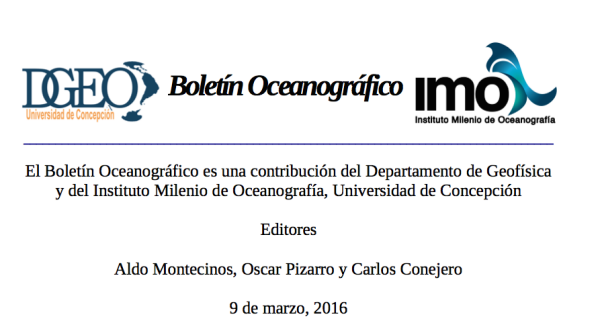 DGEO
Universidad de Concepción
Boletín Oceanográfico
imo
Instituto Milenio de Oceanografía
El Boletín Oceanográfico es una contribución del Departamento de Geofísica
y del Instituto Milenio de Oceanografía, Universidad de Concepción
Editores
Aldo Montecinos, Oscar Pizarro y Carlos Conejero
9 de marzo, 2016